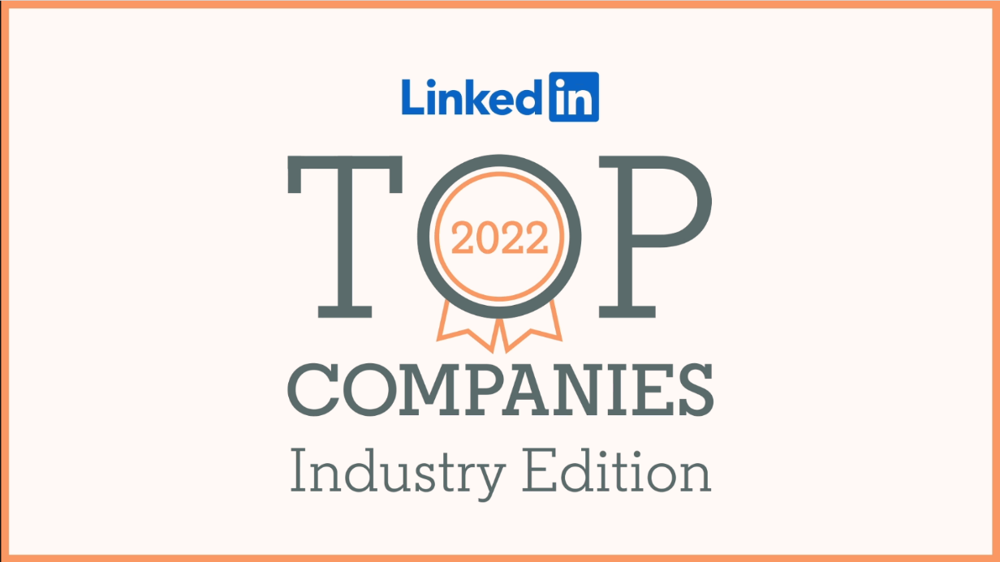 LinkedIn
TOP
2022
COMPANIES
Industry Edition